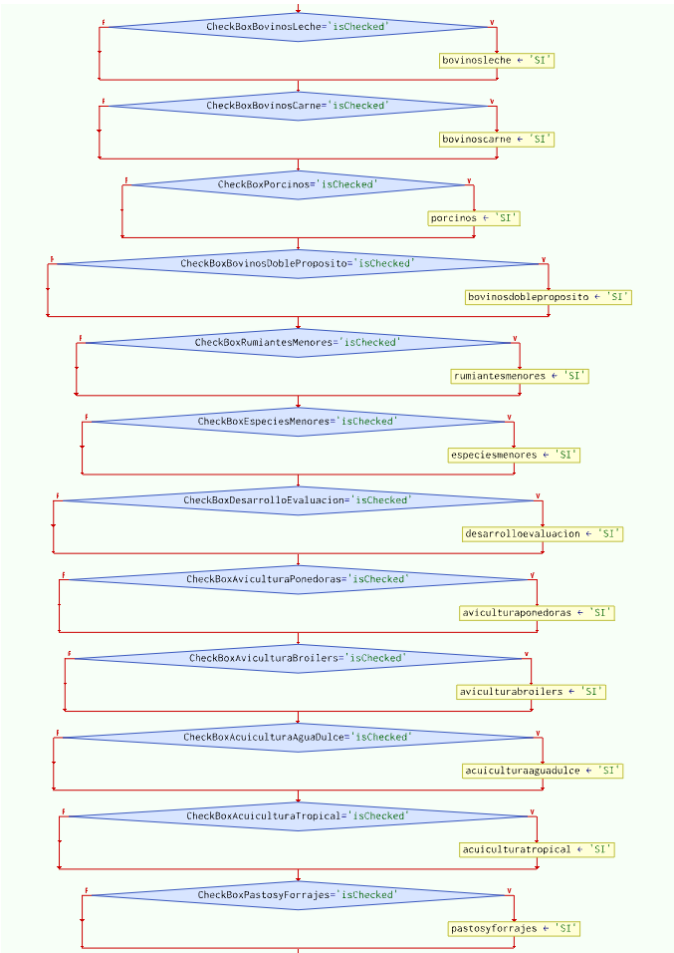 F CheckBoxBovinosLeche='isChecked' V
bovinosleche ← 'SI'
F CheckBoxBovinosCarne='isChecked' V
bovinoscarne ← 'SI'
F CheckBoxPorcinos='isChecked' V
porcinos ← 'SI'
F CheckBoxBovinosDobleProposito='isChecked' V
bovinosdobleproposito ← 'SI'
F CheckBoxRumiantesMenores='isChecked' V
rumiantesmenores ← 'SI'
F CheckBoxEspeciesMenores='isChecked' V
especiesmenores ← 'SI'
F CheckBoxDesarrolloEvaluacion='isChecked' V
desarrolloevaluacion ← 'SI'
F CheckBoxAviculturaPonedoras='isChecked' V
aviculturaponedoras ← 'SI'
F CheckBoxAviculturaBroilers='isChecked' V
aviculturabroilers ← 'SI'
F CheckBoxAcuiculturaAguaDulce='isChecked' V
acuiculturaaguadulce ← 'SI'
F CheckBoxAcuiculturaTropical='isChecked' V
acuiculturatropical ← 'SI'
F CheckBoxPastosyForrajes='isChecked' V
pastosyforrajes ← 'SI'